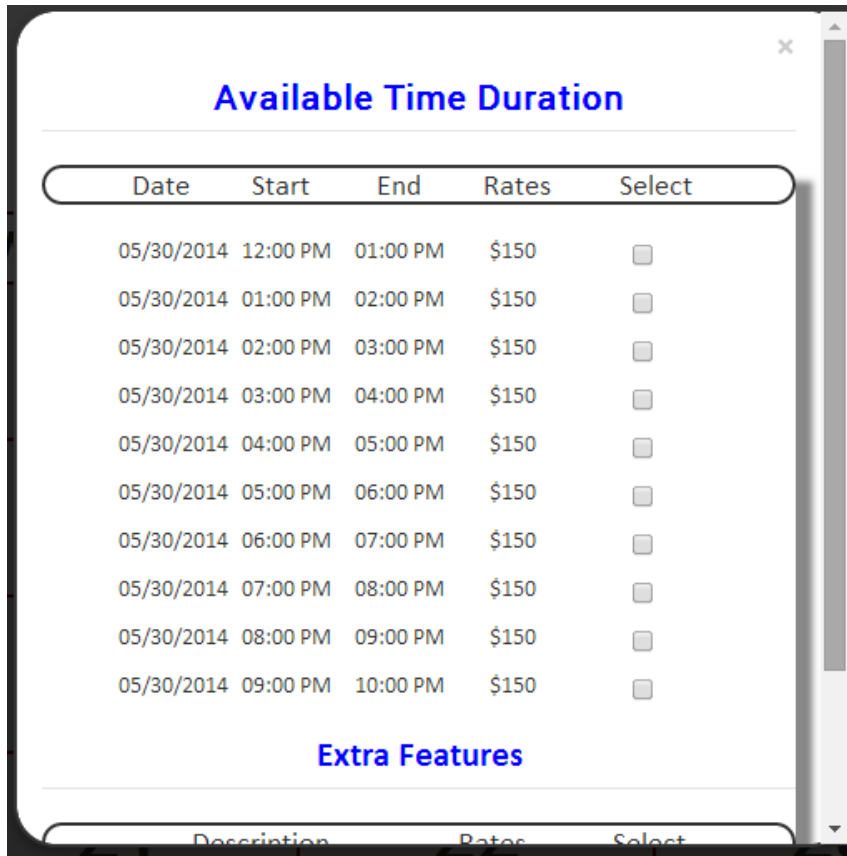 ×
Available Time Duration
Date Start End Rates Select
05/30/2014 12:00 PM 01:00 PM $150
05/30/2014 01:00 PM 02:00 PM $150
05/30/2014 02:00 PM 03:00 PM $150
05/30/2014 03:00 PM 04:00 PM $150
05/30/2014 04:00 PM 05:00 PM $150
05/30/2014 05:00 PM 06:00 PM $150
05/30/2014 06:00 PM 07:00 PM $150
05/30/2014 07:00 PM 08:00 PM $150
05/30/2014 08:00 PM 09:00 PM $150
05/30/2014 09:00 PM 10:00 PM $150
Extra Features
Description Rates Select